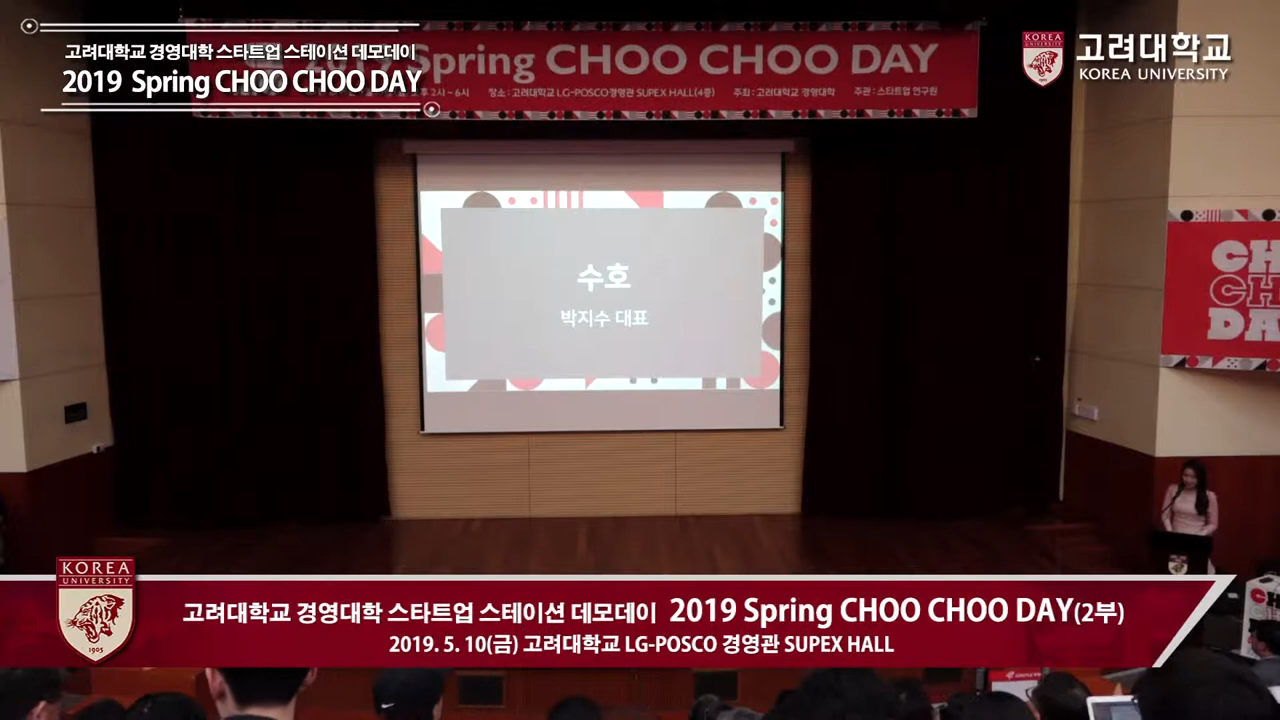 고려대학교 경영대학 스타트업 스테이션 데모데이
2019 Spring CHOO CHOO DAY
Spring CHOO CHOO DAY
후 2시 ~ 6시 장소 : 고려대학교 LG-POSCO경영관 SUPEX HALL(4층) 주최 : 고려대학교 경영대학 주관 : 스타트업 연구원
KOREA
UNIVERSITY
1905
고려대학교
KOREA UNIVERSITY
수호
박지수 대표
CH
CH
DA
KOREA
UNIVERSITY
1905
고려대학교 경영대학 스타트업 스테이션 데모데이 2019 Spring CHOO CHOO DAY(2부)
2019. 5. 10(금) 고려대학교 LG-POSCO 경영관 SUPEX HALL